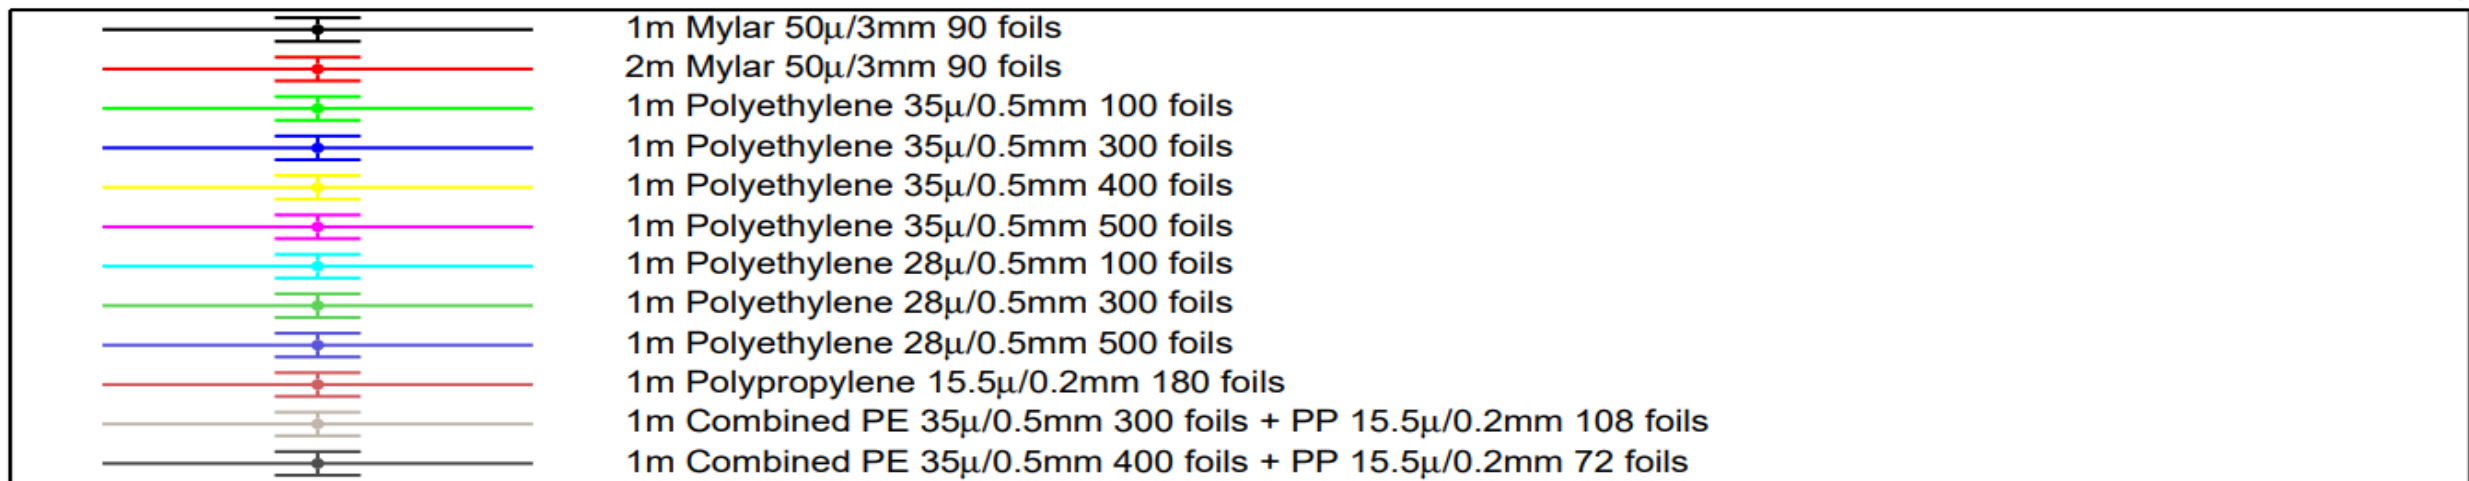 1m Mylar 50μ/3mm 90 foils
2m Mylar 50μ/3mm 90 foils
1m Polyethylene 35μ/0.5mm 100 foils
1m Polyethylene 35μ/0.5mm 300 foils
1m Polyethylene 35μ/0.5mm 400 foils
1m Polyethylene 35μ/0.5mm 500 foils
1m Polyethylene 28μ/0.5mm 100 foils
1m Polyethylene 28μ/0.5mm 300 foils
1m Polyethylene 28μ/0.5mm 500 foils
1m Polypropylene 15.5μ/0.2mm 180 foils
1m Combined PE 35μ/0.5mm 300 foils + PP 15.5μ/0.2mm 108 foils
1m Combined PE 35μ/0.5mm 400 foils + PP 15.5μ/0.2mm 72 foils